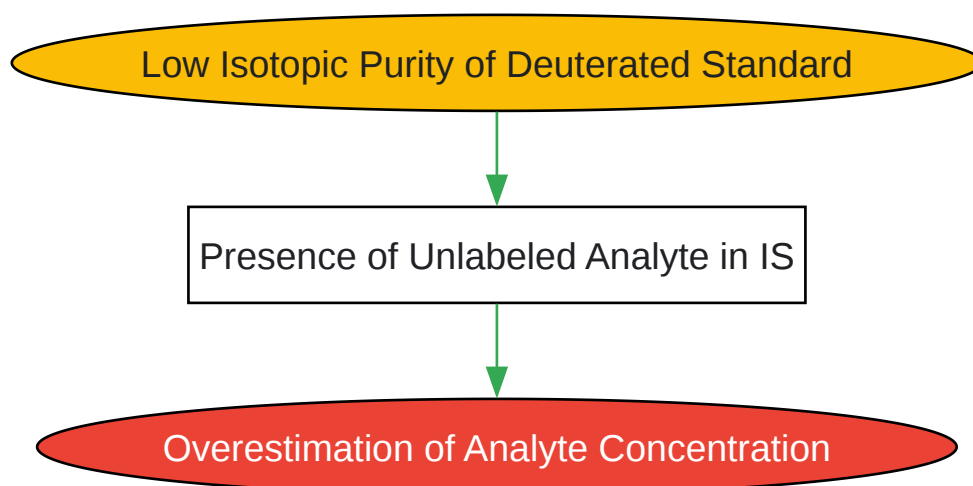 Low Isotopic Purity of Deuterated Standard
Presence of Unlabeled Analyte in IS
Overestimation of Analyte Concentration